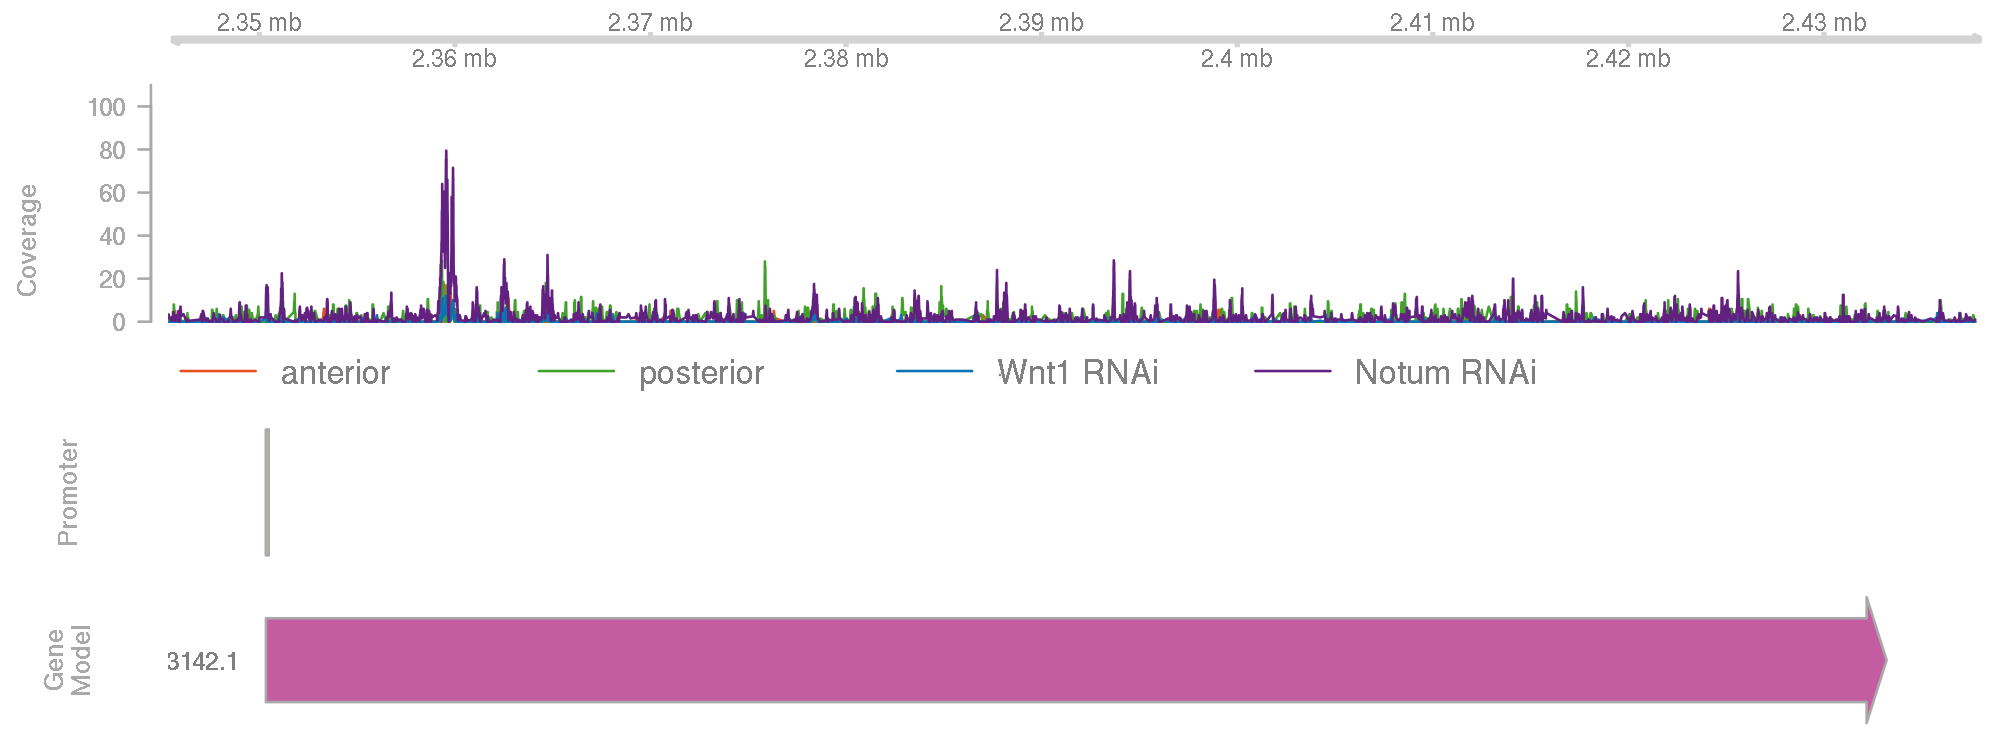 2.35 mb 2.37 mb 2.39 mb 2.41 mb 2.43 mb
2.36 mb 2.38 mb 2.4 mb 2.42 mb
Coverage
100
80
60
40
20
0
anterior posterior Wnt1 RNAi Notum RNAi
Promoter
Gene
Model
3142.1